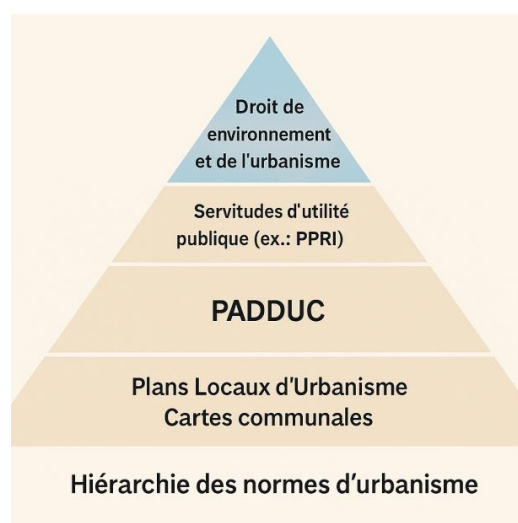 Droit de
environnement
et de l'urbanisme
Servitudes d'utilité
publique (ex.: PPRI)
PADDUC
Plans Locaux d'Urbanisme
Cartes communales
Hiérarchie des normes d'urbanisme